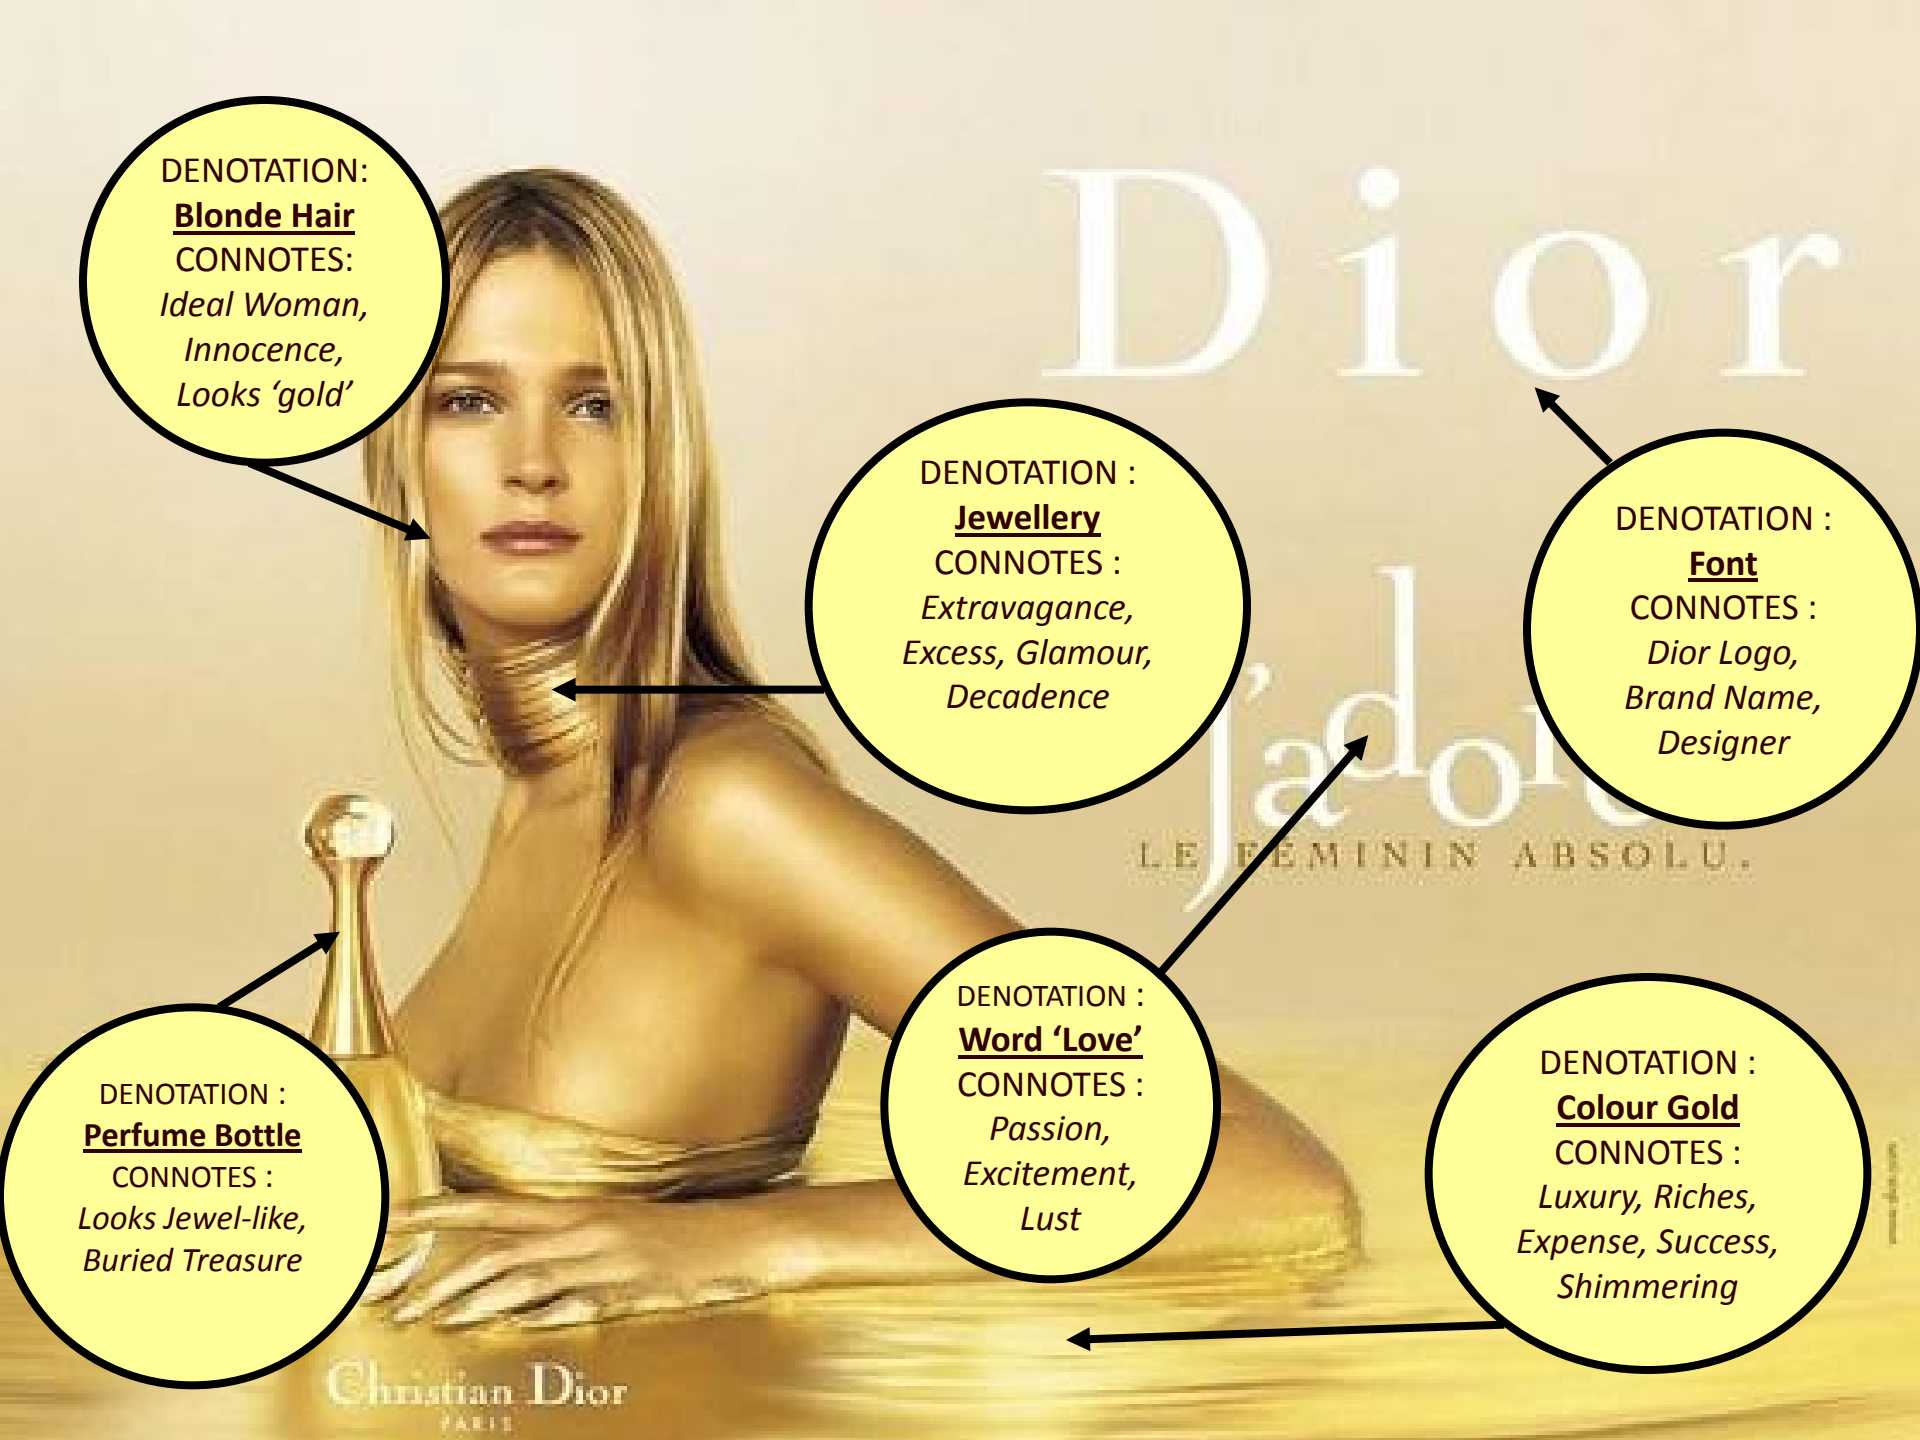 DENOTATION:
Blonde Hair
CONNOTES:
Ideal Woman,
Innocence,
Looks ‘gold’
Dior
DENOTATION :
Jewellery
CONNOTES :
Extravagance,
Excess, Glamour,
Decadence
DENOTATION :
Font
CONNOTES :
Dior Logo,
Brand Name,
Designer
j’adore
LE FEMININ ABSOLU.
DENOTATION :
Perfume Bottle
CONNOTES :
Looks Jewel-like,
Buried Treasure
DENOTATION :
Word ‘Love’
CONNOTES :
Passion,
Excitement,
Lust
DENOTATION :
Colour Gold
CONNOTES :
Luxury, Riches,
Expense, Success,
Shimmering
Christian Dior
PARIS